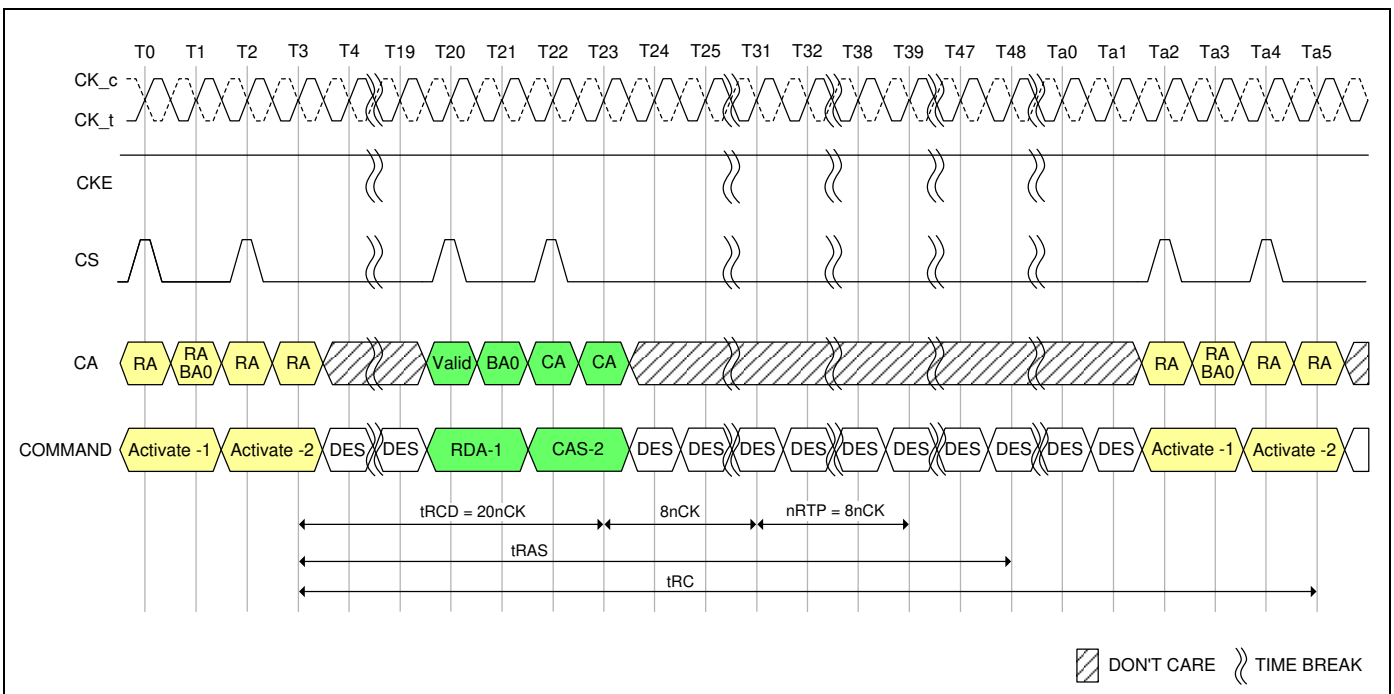 T0 T1 T2 T3 T4 T19 T20 T21 T22 T23 T24 T25 T31 T32 T38 T39 T47 T48 Ta0 Ta1 Ta2 Ta3 Ta4 Ta5
CK_c
CK_t
CKE
CS
CA RA RA BA0 RA RA Valid BA0 CA CA RA RA BA0 RA RA
COMMAND Activate -1 Activate -2 DES DES RDA-1 CAS-2 DES DES DES DES DES DES DES DES DES DES Activate -1 Activate -2
tRCD = 20nCK 8nCK nRTP = 8nCK
tRAS
tRC
DON'T CARE TIME BREAK